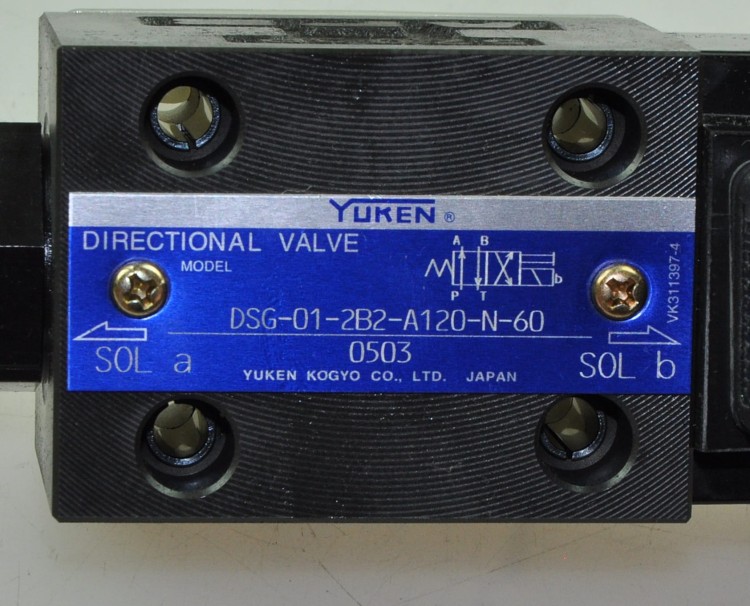 YUKEN ®
DIRECTIONAL VALVE
MODEL
A B
b
P T
DSG-01-2B2-A120-N-60
0503
SOL a
SOL b
YUKEN KOGYO CO., LTD. JAPAN
VK311397-4